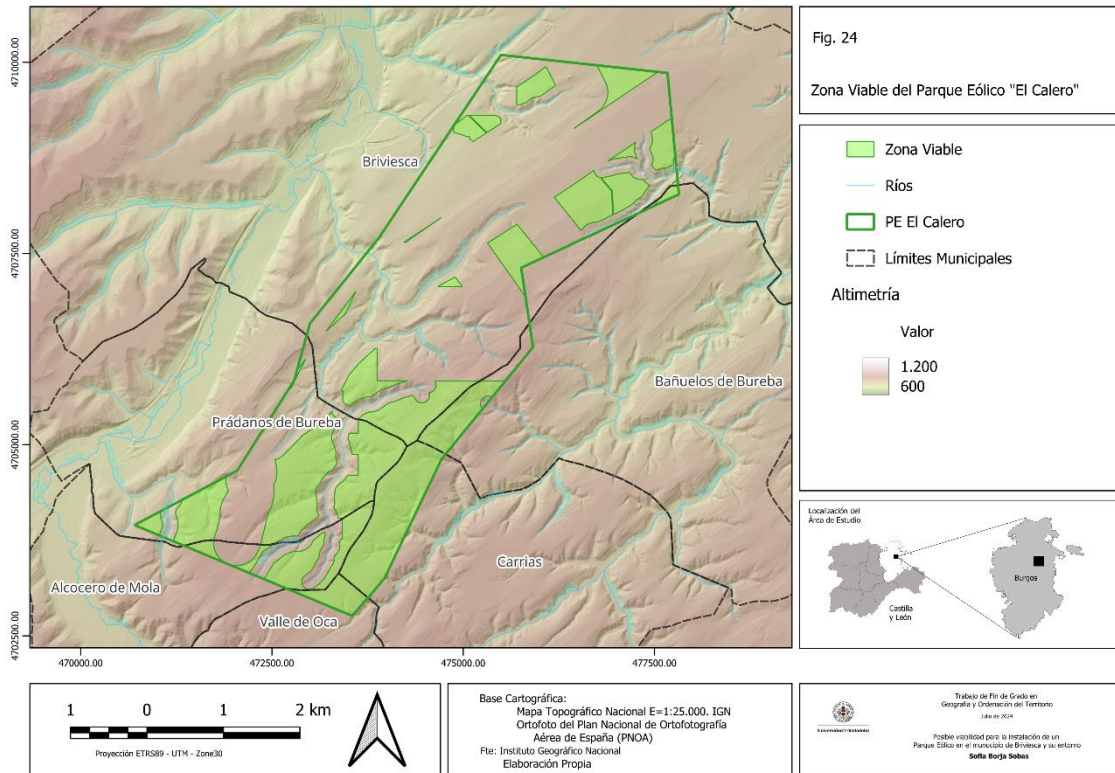 Fig. 24
Zona Viable del Parque Eólico "El Calero"
Zona Viable
Ríos
PE El Calero
Límites Municipales
Altimetría
Valor
1.200
600
Localización del
Área de Estudio
Burgos
Castilla
y León
4710000.00
4707500.00
4705000.00
4702500.00
470000.00
472500.00
475000.00
477500.00
Briviesca
Bañuelos de Bureba
Prádanos de Bureba
Carrias
Alcocero de Mola
Valle de Oca
1 0 1 2 km
Proyección ETRS89 - UTM - Zone30
Base Cartográfica:
Mapa Topográfico Nacional E=1:25.000. IGN
Ortofoto del Plan Nacional de Ortofotografía
Aérea de España (PNOA)
Fte: Instituto Geográfico Nacional
Elaboración Propia
Universidad de Valladolid
Trabajo de Fin de Grado en
Geografía y Ordenación del Territorio
Julio de 2024
Posible viabilidad para la instalación de un
Parque Eólico en el municipio de Briviesca y su entorno
Sofía Borja Sobas